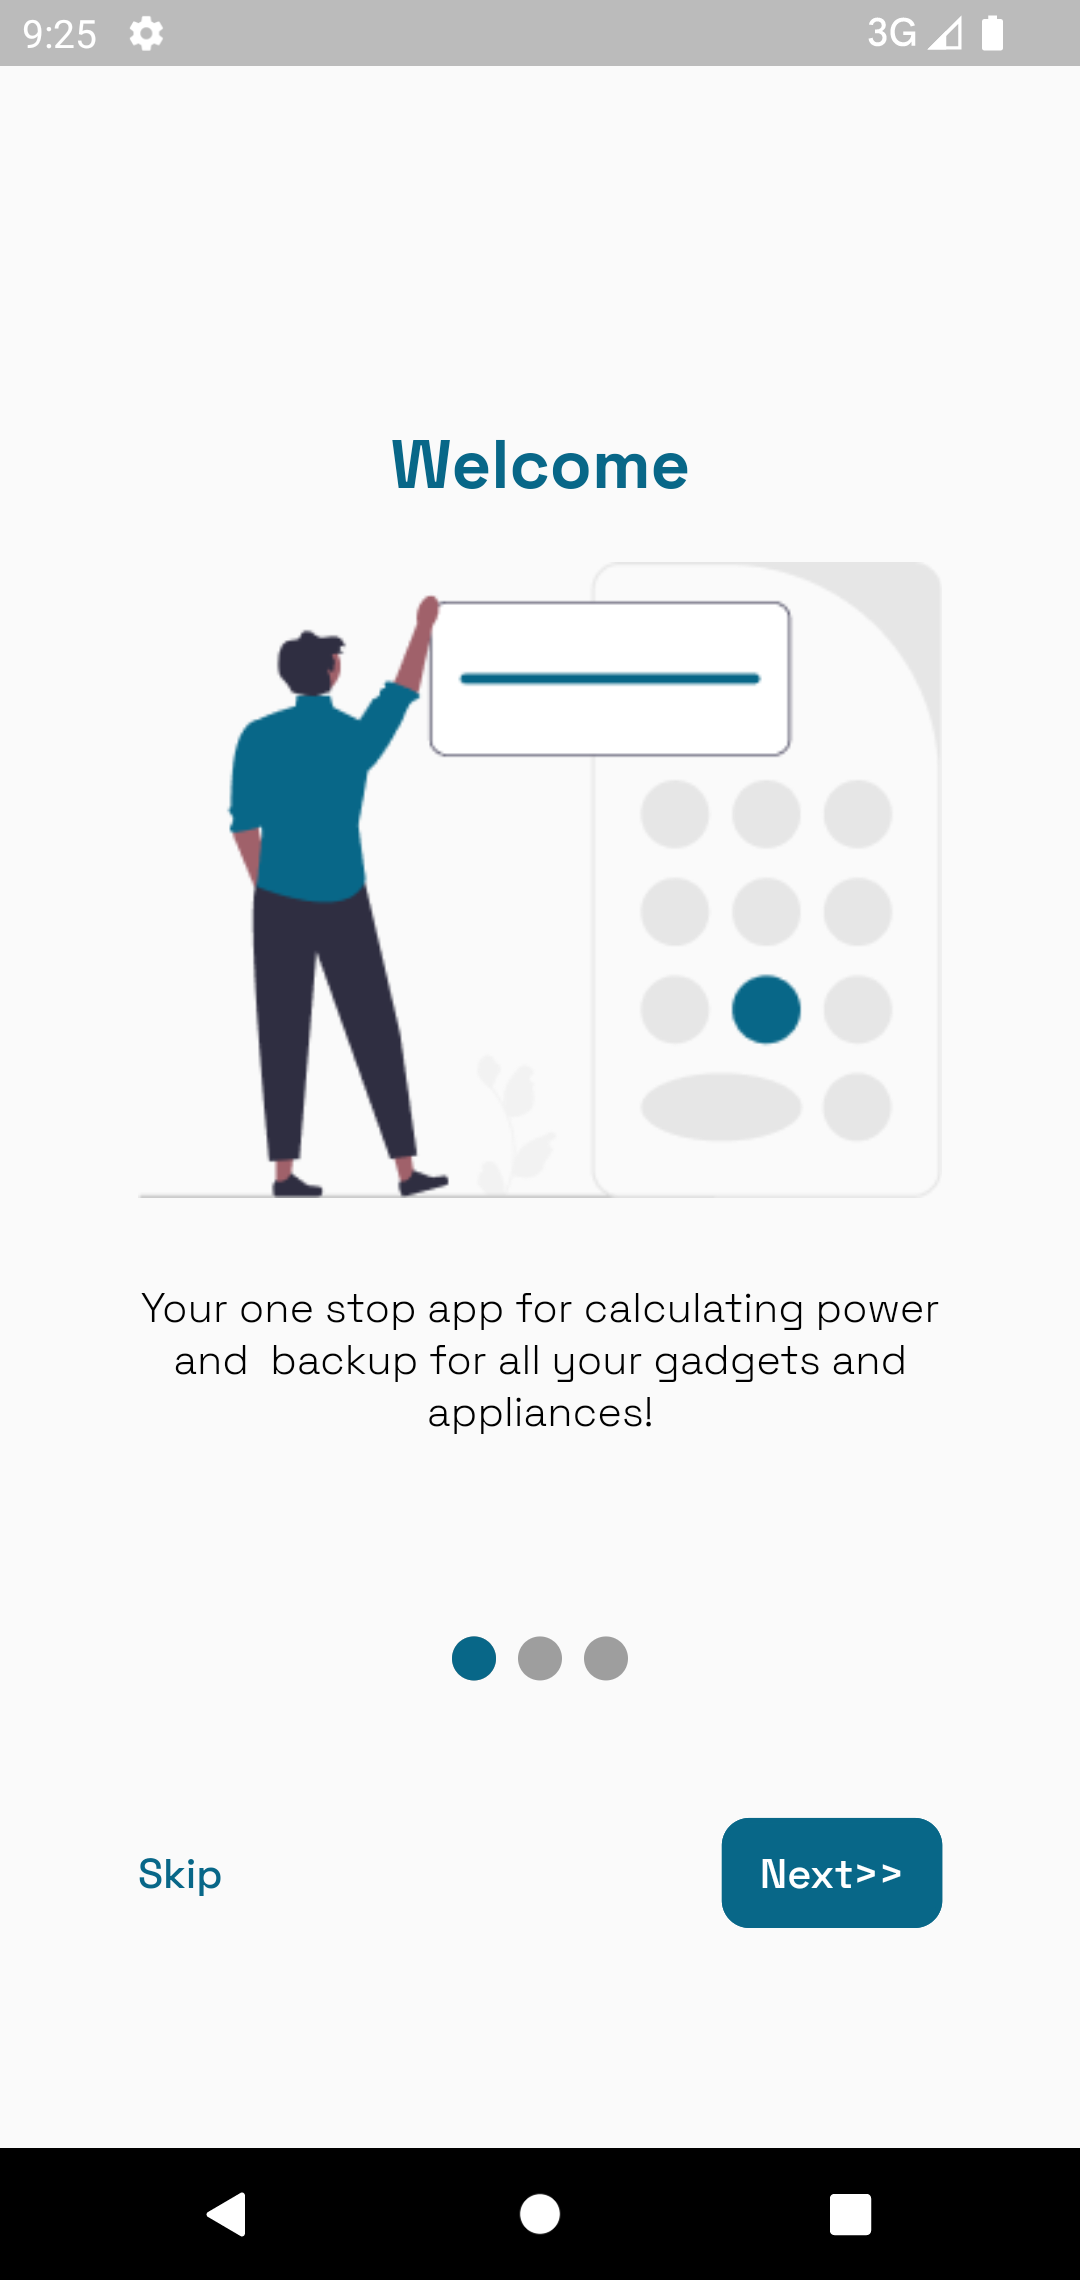 9:25
3G
Welcome
Your one stop app for calculating power
and  backup for all your gadgets and
appliances!
Skip
Next>>